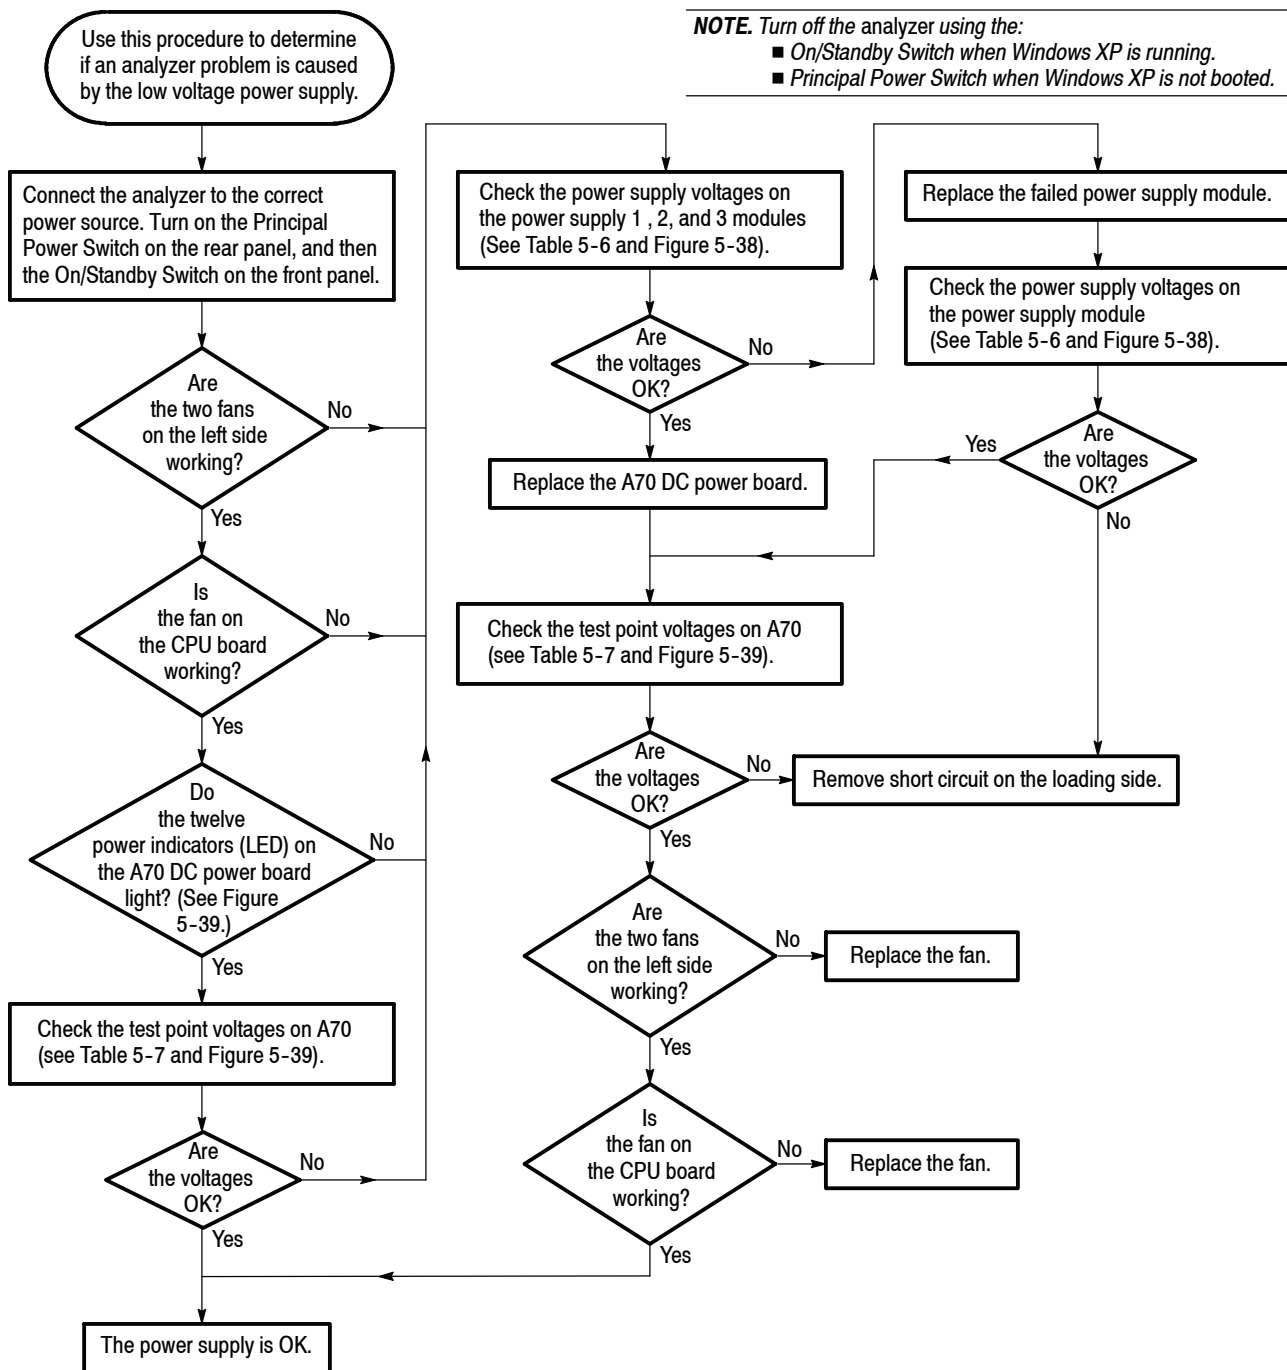 Use this procedure to determine
if an analyzer problem is caused
by the low voltage power supply.
NOTE. Turn off the analyzer using the:
■ On/Standby Switch when Windows XP is running.
■ Principal Power Switch when Windows XP is not booted.
Connect the analyzer to the correct
power source. Turn on the Principal
Power Switch on the rear panel, and then
the On/Standby Switch on the front panel.
Are
the two fans
on the left side
working?
No
Yes
Is
the fan on
the CPU board
working?
No
Yes
Do
the twelve
power indicators (LED) on
the A70 DC power board
light? (See Figure
5-39.)
No
Yes
Check the test point voltages on A70
(see Table 5-7 and Figure 5-39).
Are
the voltages
OK?
No
Yes
The power supply is OK.
Check the power supply voltages on
the power supply 1 , 2, and 3 modules
(See Table 5-6 and Figure 5-38).
Are
the voltages
OK?
No
Yes
Replace the A70 DC power board.
Check the test point voltages on A70
(see Table 5-7 and Figure 5-39).
Are
the voltages
OK?
No
Yes
Are
the two fans
on the left side
working?
No
Replace the fan.
Yes
Is
the fan on
the CPU board
working?
No
Replace the fan.
Yes
Replace the failed power supply module.
Check the power supply voltages on
the power supply module
(See Table 5-6 and Figure 5-38).
Yes
Are
the voltages
OK?
No
Remove short circuit on the loading side.